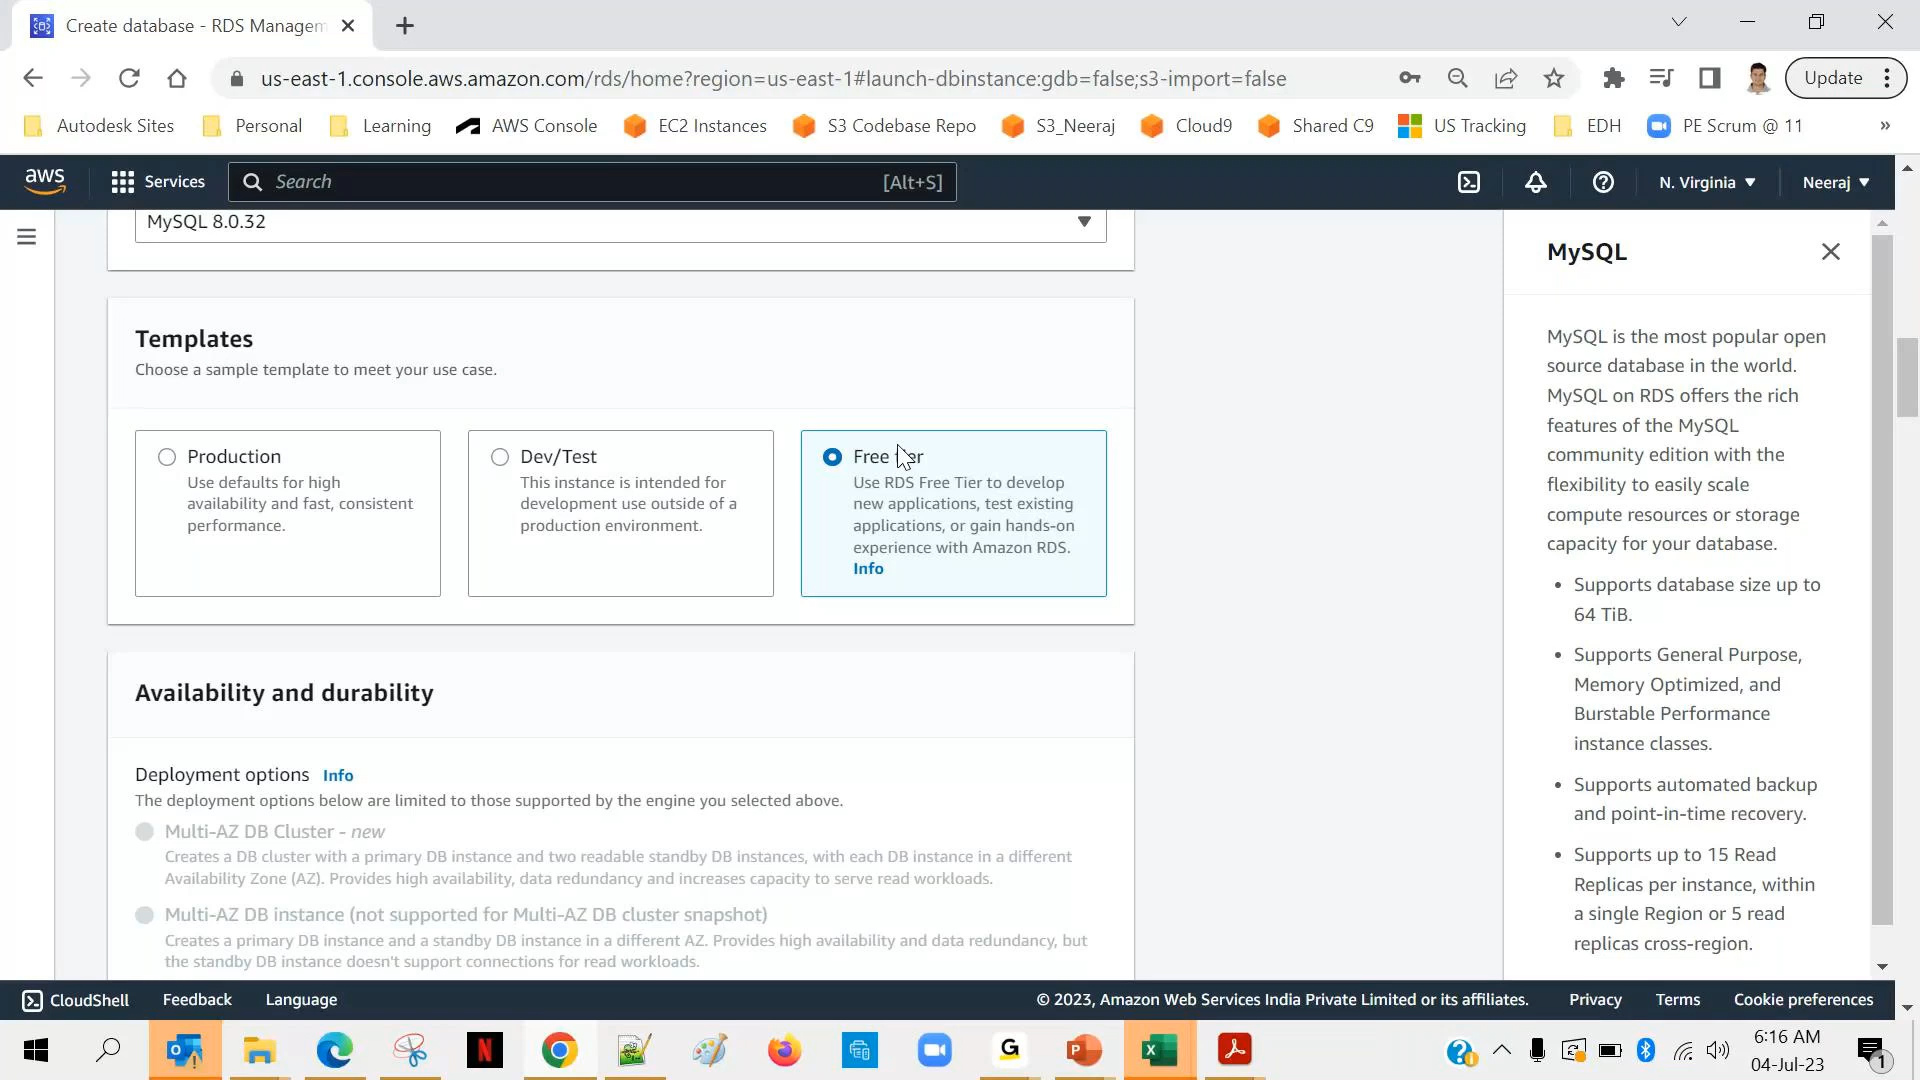 Create database - RDS Managem
us-east-1.console.aws.amazon.com/rds/home?region=us-east-1#launch-dbinstance:gdb=false;s3-import=false
Update
Autodesk Sites
Personal
Learning
AWS Console
EC2 Instances
S3 Codebase Repo
S3_Neeraj
Cloud9
Shared C9
US Tracking
EDH
PE Scrum @ 11
»
aws
Services
Search
[Alt+S]
N. Virginia
Neeraj
MySQL 8.0.32
Templates
Choose a sample template to meet your use case.
Production
Use defaults for high
availability and fast, consistent
performance.
Dev/Test
This instance is intended for
development use outside of a
production environment.
Free tier
Use RDS Free Tier to develop
new applications, test existing
applications, or gain hands-on
experience with Amazon RDS.
Info
Availability and durability
Deployment options Info
The deployment options below are limited to those supported by the engine you selected above.
Multi-AZ DB Cluster - new
Creates a DB cluster with a primary DB instance and two readable standby DB instances, with each DB instance in a different
Availability Zone (AZ). Provides high availability, data redundancy and increases capacity to serve read workloads.
Multi-AZ DB instance (not supported for Multi-AZ DB cluster snapshot)
Creates a primary DB instance and a standby DB instance in a different AZ. Provides high availability and data redundancy, but
the standby DB instance doesn't support connections for read workloads.
MySQL
MySQL is the most popular open
source database in the world.
MySQL on RDS offers the rich
features of the MySQL
community edition with the
flexibility to easily scale
compute resources or storage
capacity for your database.
• Supports database size up to
64 TiB.
• Supports General Purpose,
Memory Optimized, and
Burstable Performance
instance classes.
• Supports automated backup
and point-in-time recovery.
• Supports up to 15 Read
Replicas per instance, within
a single Region or 5 read
replicas cross-region.
CloudShell
Feedback
Language
© 2023, Amazon Web Services India Private Limited or its affiliates.
Privacy
Terms
Cookie preferences
6:16 AM
04-Jul-23
1